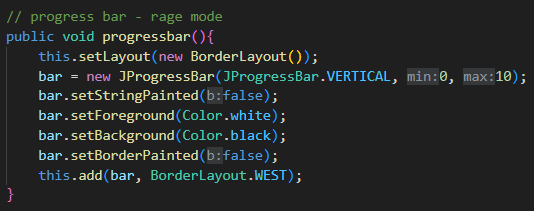 // progress bar - rage mode
public void progressbar(){
this.setLayout(new BorderLayout());
bar = new JProgressBar(JProgressBar.VERTICAL, min:0, max:10);
bar.setStringPainted(b:false);
bar.setForeground(Color.white);
bar.setBackground(Color.black);
bar.setBorderPainted(b:false);
this.add(bar, BorderLayout.WEST);
}